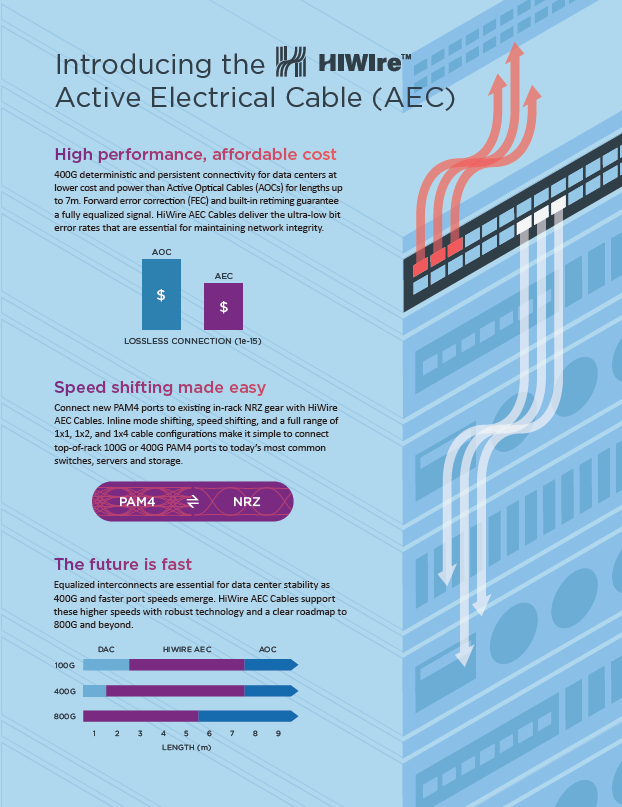 Introducing the HIWIre™
Active Electrical Cable (AEC)
High performance, affordable cost
400G deterministic and persistent connectivity for data centers at
lower cost and power than Active Optical Cables (AOCs) for lengths up
to 7m. Forward error correction (FEC) and built-in retiming guarantee
a fully equalized signal. HiWire AEC Cables deliver the ultra-low bit
error rates that are essential for maintaining network integrity.
AOC
AEC
$
$
LOSSLESS CONNECTION (1e-15)
Speed shifting made easy
Connect new PAM4 ports to existing in-rack NRZ gear with HiWire
AEC Cables. Inline mode shifting, speed shifting, and a full range of
1x1, 1x2, and 1x4 cable configurations make it simple to connect
top-of-rack 100G or 400G PAM4 ports to today's most common
switches, servers and storage.
PAM4 ⇌ NRZ
The future is fast
Equalized interconnects are essential for data center stability as
400G and faster port speeds emerge. HiWire AEC Cables support
these higher speeds with robust technology and a clear roadmap to
800G and beyond.
DAC HIWIRE AEC AOC
100G
400G
800G
1 2 3 4 5 6 7 8 9
LENGTH (m)